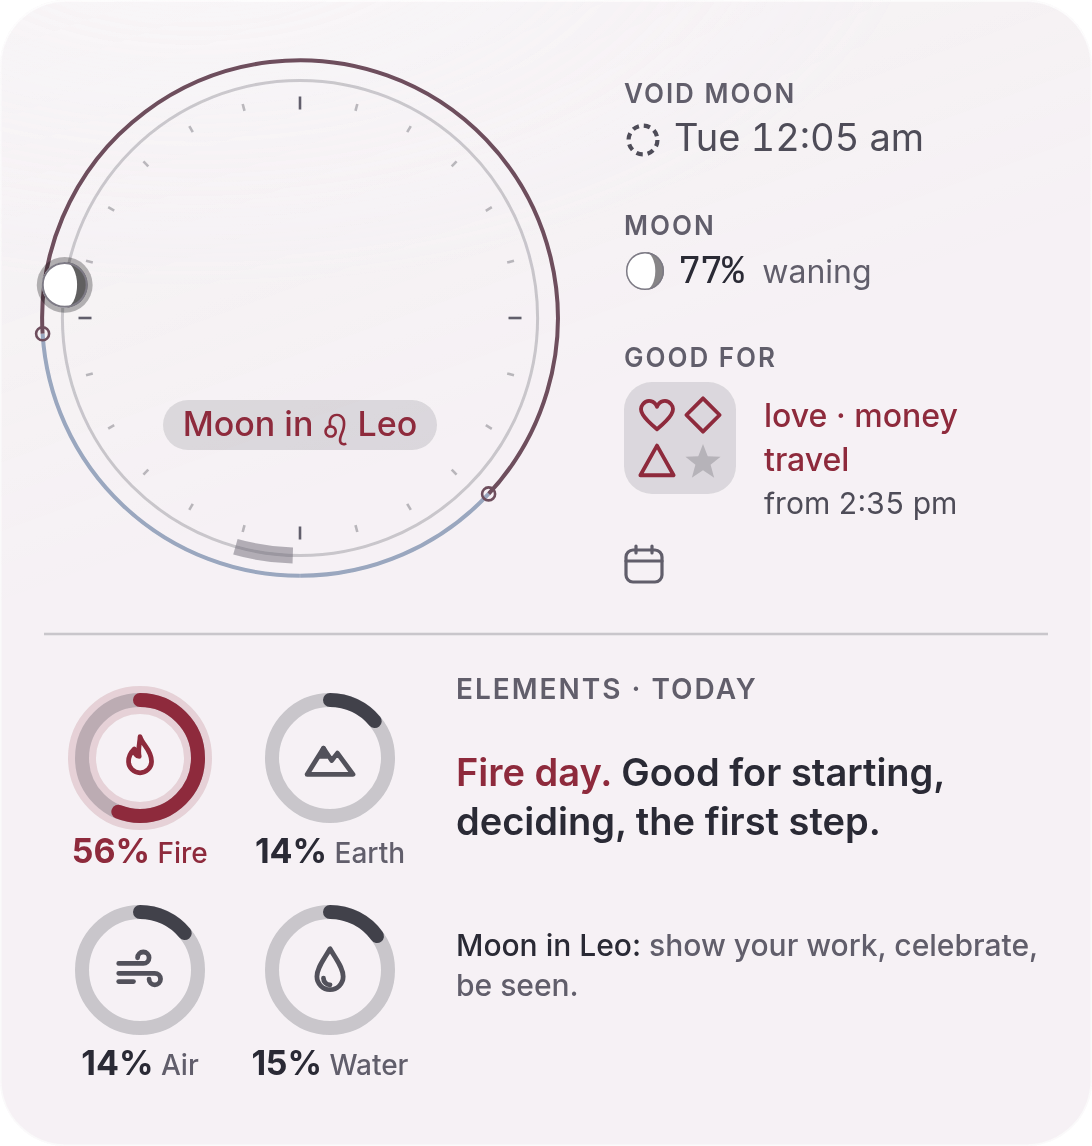 VOID MOON
Tue 12:05 am
MOON
77% waning
GOOD FOR
love · money
travel
from 2:35 pm
Moon in ♌ Leo
ELEMENTS · TODAY
Fire day. Good for starting,
deciding, the first step.
56% Fire
14% Earth
Moon in Leo: show your work, celebrate,
be seen.
14% Air
15% Water